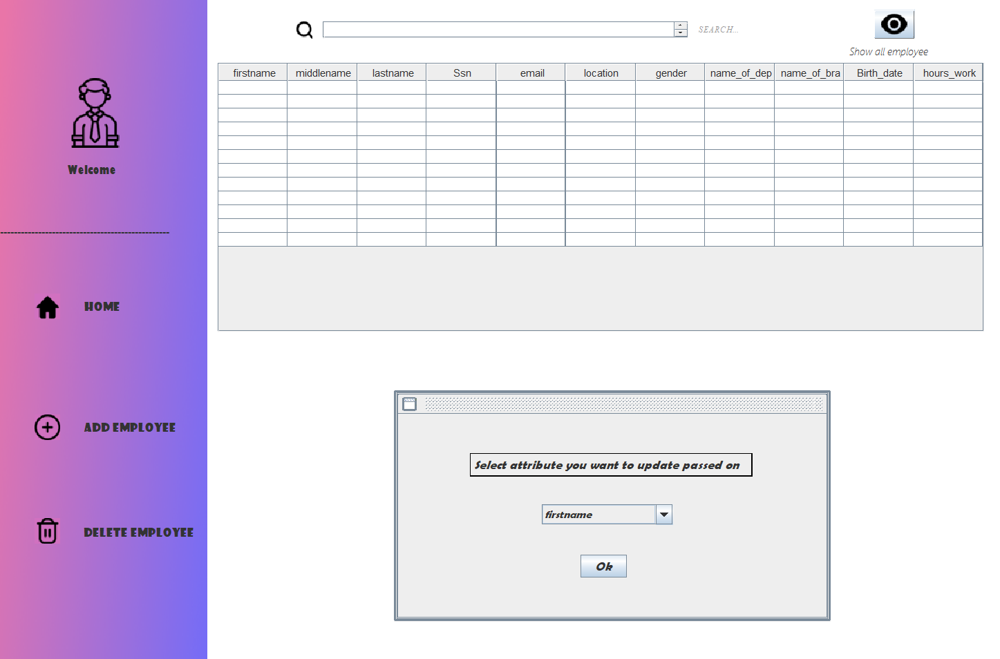 SEARCH...
Show all employee
firstname middlename lastname Ssn email location gender name_of_dep name_of_bra Birth_date hours_work
Welcome
-------------------------------------------------
HOME
ADD EMPLOYEE
DELETE EMPLOYEE
Select attribute you want to update passed on
firstname
Ok